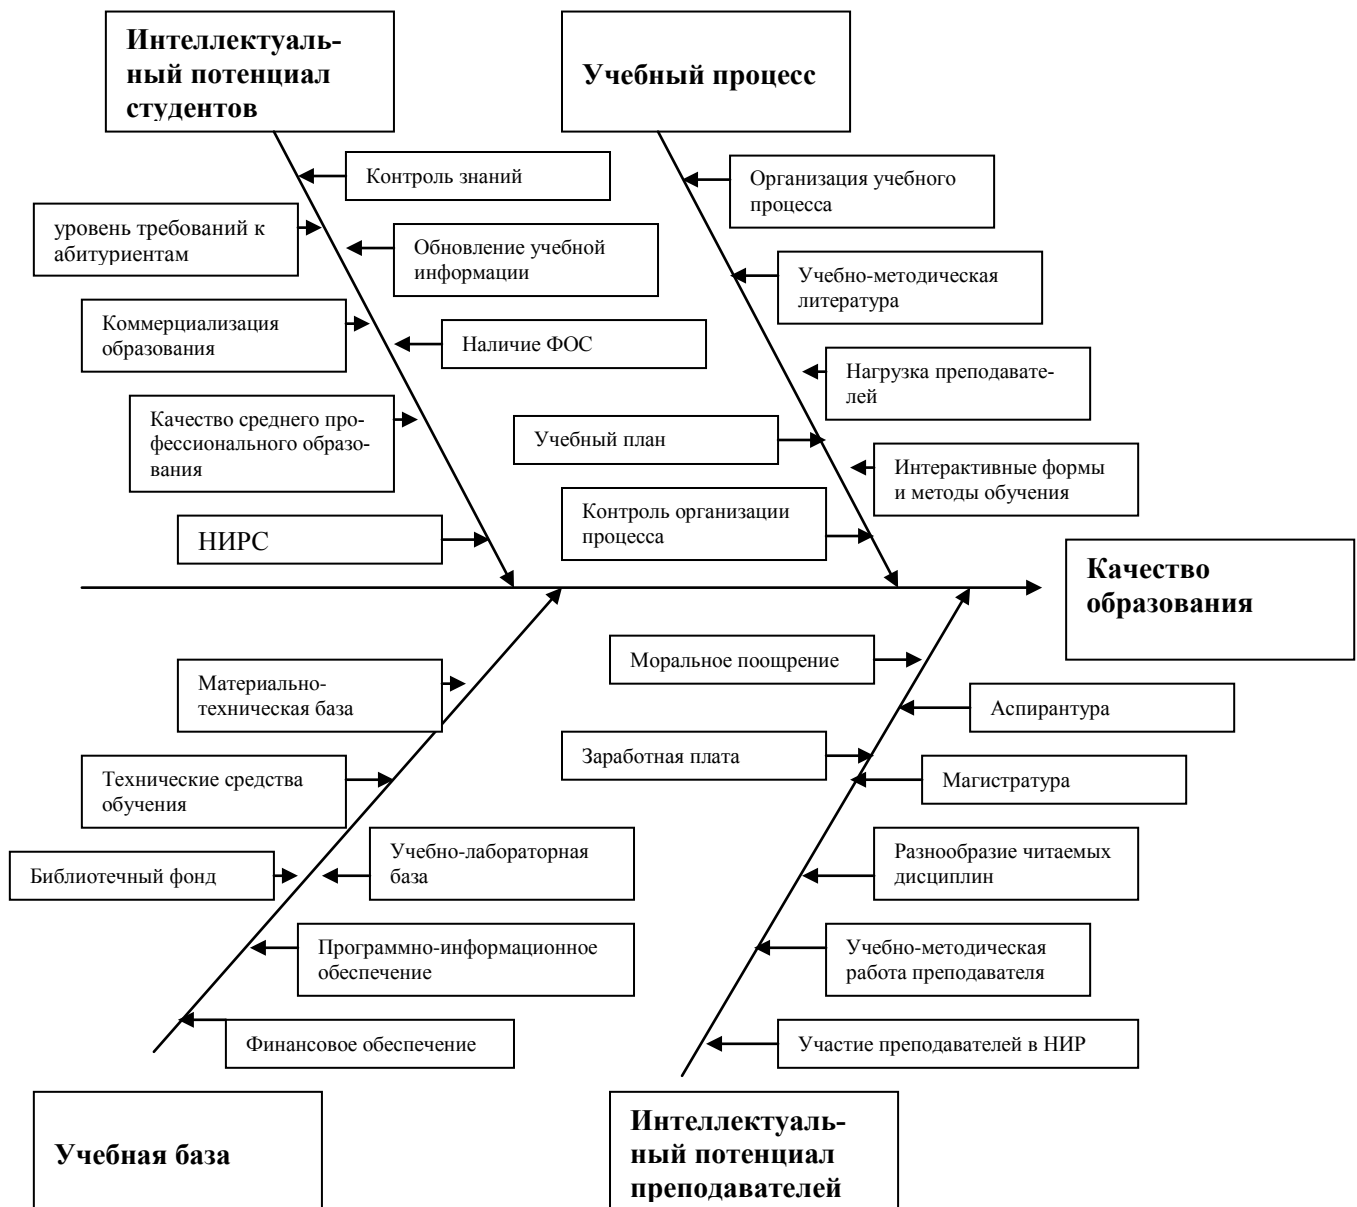 Интеллектуаль-
ный потенциал
студентов
Учебный процесс
Контроль знаний
Организация учебного
процесса
уровень требований к
абитуриентам
Обновление учебной
информации
Учебно-методическая
литература
Коммерциализация
образования
Наличие ФОС
Нагрузка преподавате-
лей
Качество среднего про-
фессионального образо-
вания
Учебный план
Интерактивные формы
и методы обучения
НИРС
Контроль организации
процесса
Качество
образования
Моральное поощрение
Материально-
техническая база
Аспирантура
Заработная плата
Технические средства
обучения
Магистратура
Учебно-лабораторная
база
Разнообразие читаемых
дисциплин
Библиотечный фонд
Программно-информационное
обеспечение
Учебно-методическая
работа преподавателя
Финансовое обеспечение
Участие преподавателей в НИР
Учебная база
Интеллектуаль-
ный потенциал
преподавателей